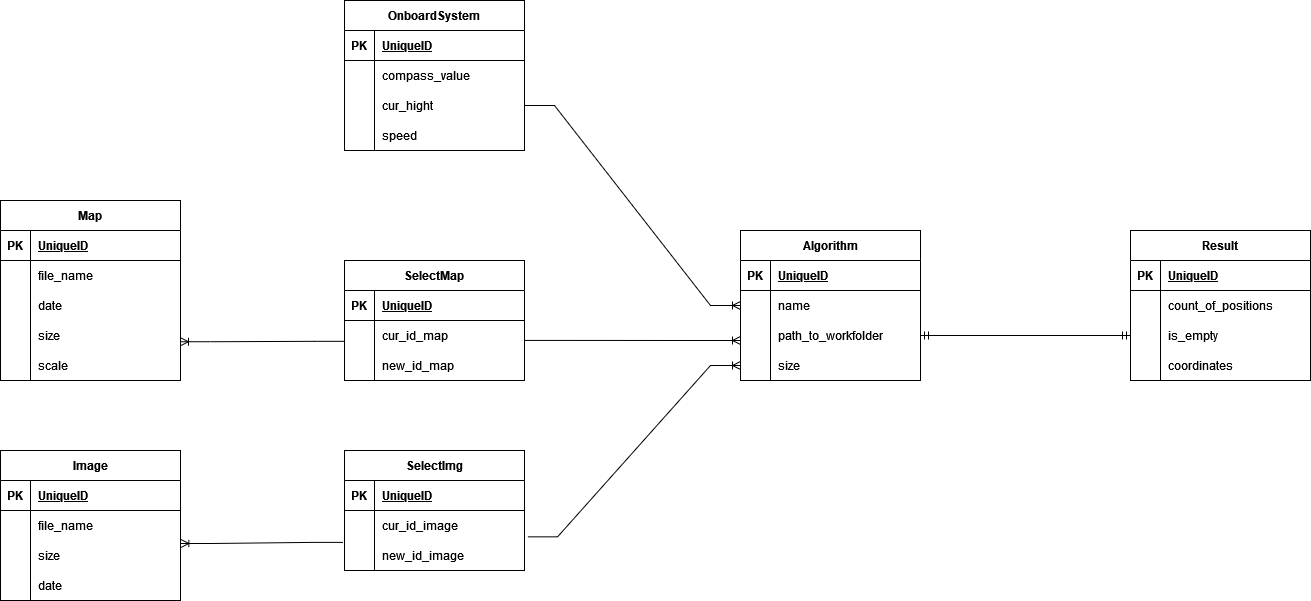 OnboardSystem
PK UniqueID
compass_value
cur_hight
speed
Map
PK UniqueID
file_name
date
size
scale
SelectMap
PK UniqueID
cur_id_map
new_id_map
Algorithm
PK UniqueID
name
path_to_workfolder
size
Result
PK UniqueID
count_of_positions
is_empty
coordinates
Image
PK UniqueID
file_name
size
date
SelectImg
PK UniqueID
cur_id_image
new_id_image